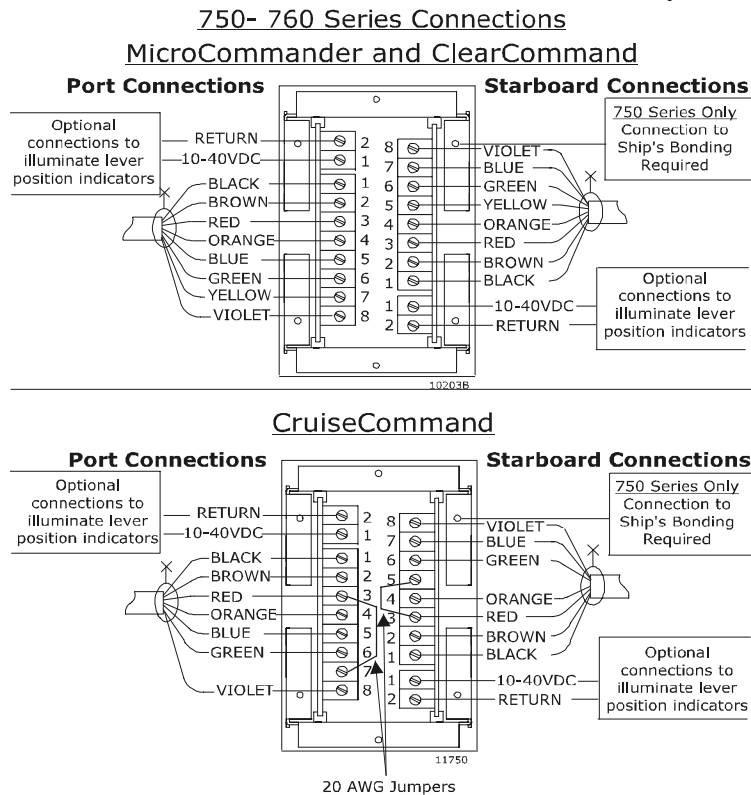 750- 760 Series Connections
MicroCommander and ClearCommand
Port Connections
Starboard Connections
Optional
connections to
illuminate lever
position indicators
RETURN
10-40VDC
BLACK
BROWN
RED
ORANGE
BLUE
GREEN
YELLOW
VIOLET
2
1
1
2
3
4
5
6
7
8
8
7
6
5
4
3
2
1
1
2
VIOLET
BLUE
GREEN
YELLOW
ORANGE
RED
BROWN
BLACK
10-40VDC
RETURN
750 Series Only
Connection to
Ship's Bonding
Required
Optional
connections to
illuminate lever
position indicators
10203B
CruiseCommand
Port Connections
Starboard Connections
Optional
connections to
illuminate lever
position indicators
RETURN
10-40VDC
BLACK
BROWN
RED
ORANGE
BLUE
GREEN
VIOLET
2
1
1
2
3
4
5
6
7
8
8
7
6
5
4
3
2
1
1
2
VIOLET
BLUE
GREEN
ORANGE
RED
BROWN
BLACK
10-40VDC
RETURN
750 Series Only
Connection to
Ship's Bonding
Required
Optional
connections to
illuminate lever
position indicators
11750
20 AWG Jumpers